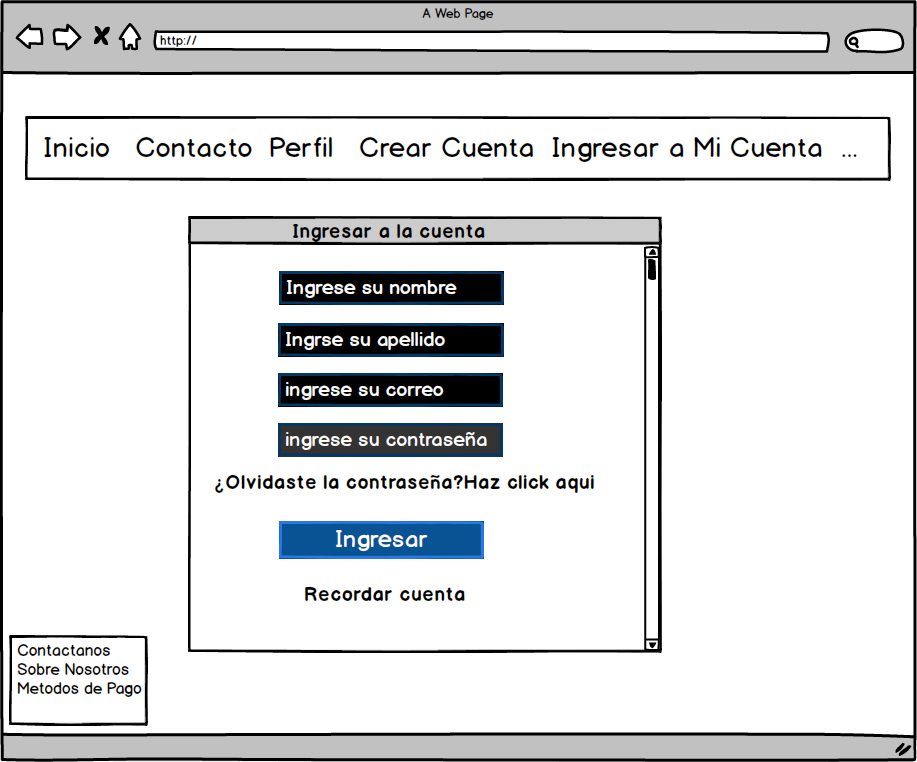 A Web Page
http://
Inicio Contacto Perfil Crear Cuenta Ingresar a Mi Cuenta ...
Ingresar a la cuenta
Ingrese su nombre
Ingrse su apellido
ingrese su correo
ingrese su contraseña
¿Olvidaste la contraseña?Haz click aqui
Ingresar
Recordar cuenta
Contactanos
Sobre Nosotros
Metodos de Pago